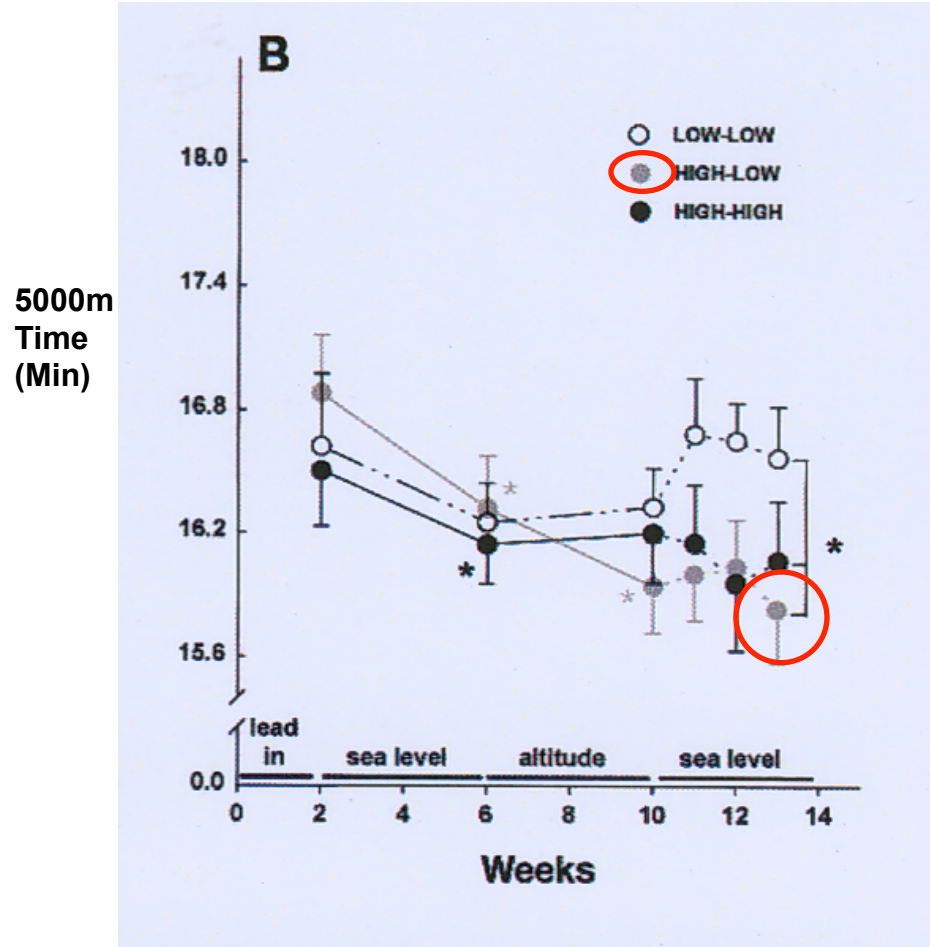 B
LOW-LOW
HIGH-LOW
HIGH-HIGH
18.0
17.4
5000m
Time
(Min)
16.8
16.2
15.6
*
*
*
*
lead
in
sea level
altitude
sea level
0.0
0 2 4 6 8 10 12 14
Weeks